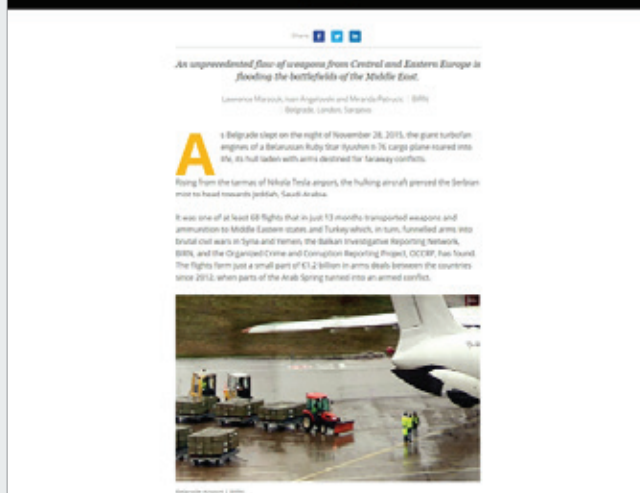 Share
An unprecedented flow of weapons from Central and Eastern Europe is
flooding the battlefields of the Middle East.
Lawrence Marzouk, Ivan Angelovski and Miranda Patrucic | BIRN
Belgrade, London, Sarajevo
As Belgrade slept on the night of November 28, 2015, the giant turbofan
engines of a Belarusian Ruby Star Ilyushin II-76 cargo plane roared into
life, its hull laden with arms destined for faraway conflicts.
Rising from the tarmac of Nikola Tesla airport, the hulking aircraft pierced the Serbian
mist to head towards Jeddah, Saudi Arabia.
It was one of at least 68 flights that in just 13 months transported weapons and
ammunition to Middle Eastern states and Turkey which, in turn, funnelled arms into
brutal civil wars in Syria and Yemen, the Balkan Investigative Reporting Network,
BIRN, and the Organized Crime and Corruption Reporting Project, OCCRP, has found.
The flights form just a small part of €1.2 billion in arms deals between the countries
since 2012, when parts of the Arab Spring turned into an armed conflict.